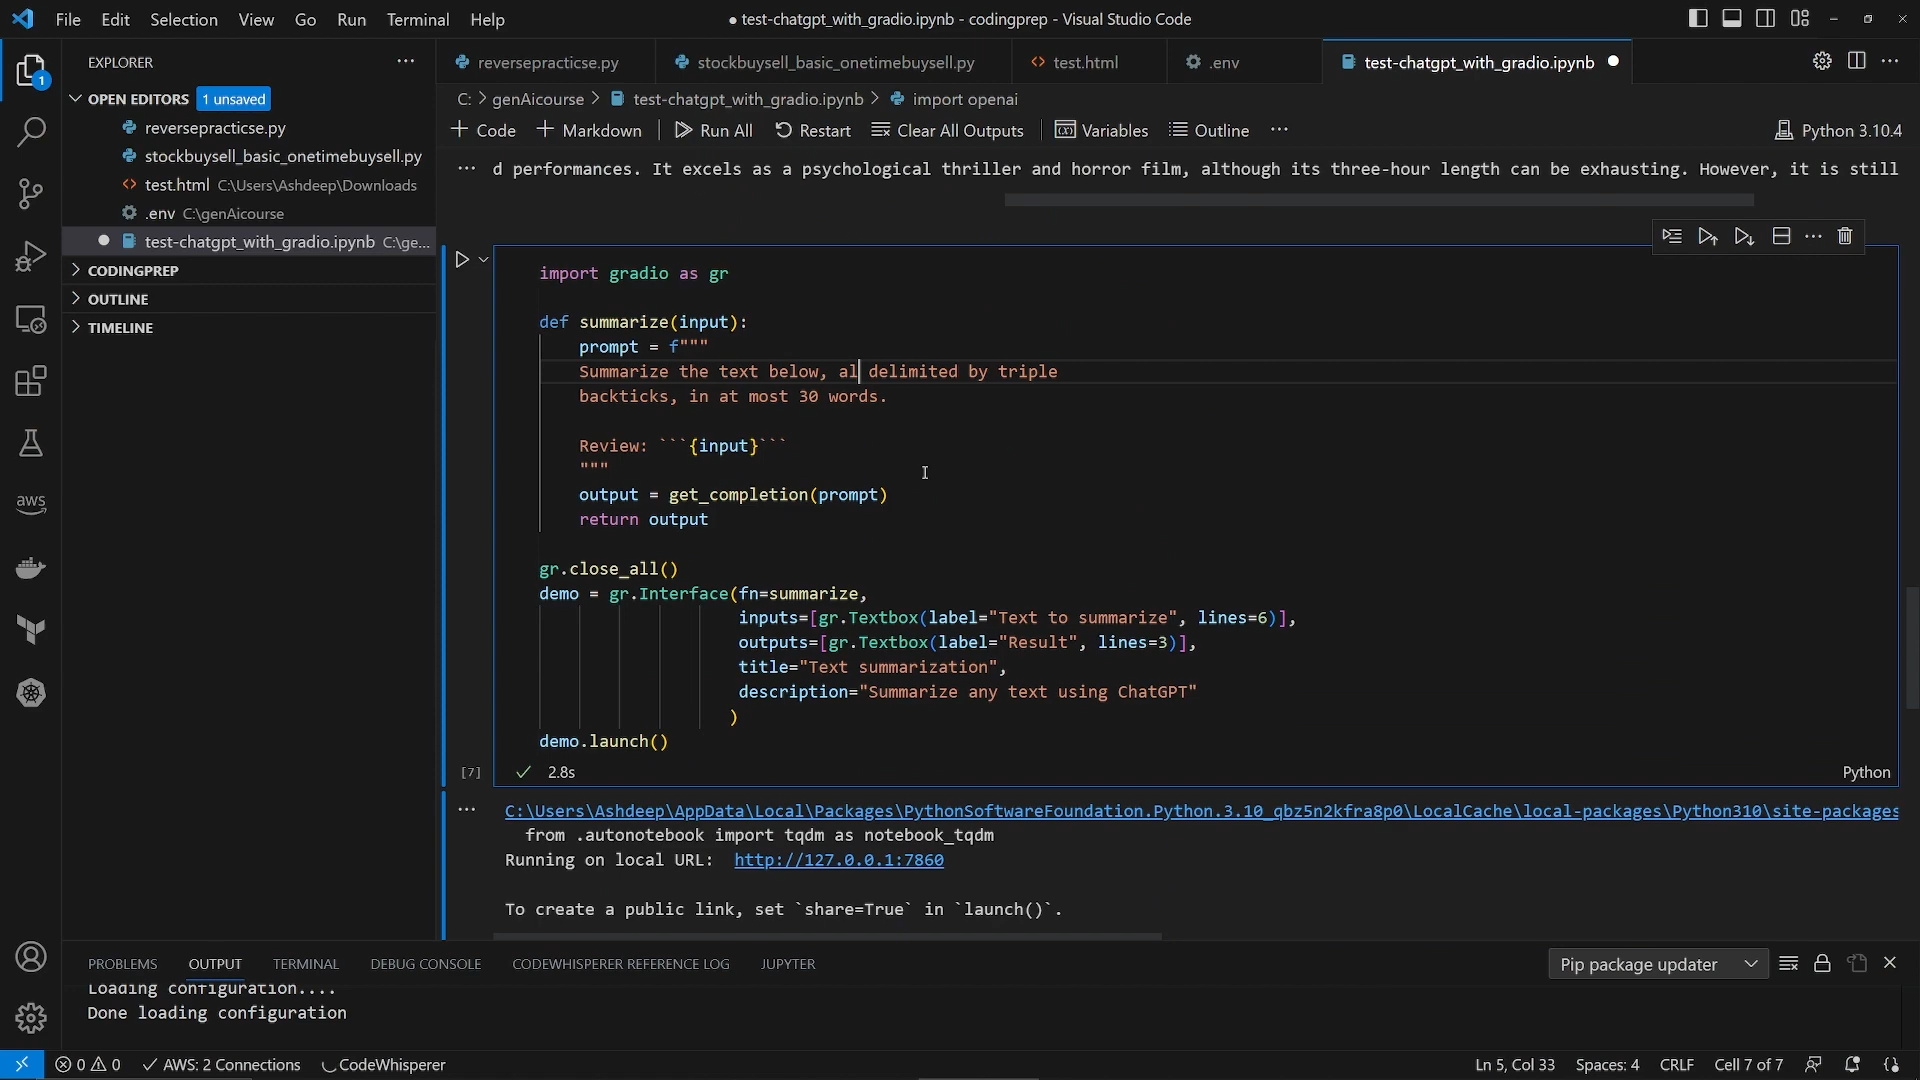 File Edit Selection View Go Run Terminal Help
● test-chatgpt_with_gradio.ipynb - codingprep - Visual Studio Code
1
EXPLORER
OPEN EDITORS 1 unsaved
reversepracticse.py
stockbuysell_basic_onetimebuysell.py
test.html C:\Users\Ashdeep\Downloads
.env C:\genAicourse
test-chatgpt_with_gradio.ipynb C:\ge...
CODINGPREP
OUTLINE
TIMELINE
aws
reversepracticse.py stockbuysell_basic_onetimebuysell.py test.html .env test-chatgpt_with_gradio.ipynb
C: > genAicourse > test-chatgpt_with_gradio.ipynb > import openai
+ Code + Markdown | Run All Restart Clear All Outputs | Variables Outline ...
Python 3.10.4
... d performances. It excels as a psychological thriller and horror film, although its three-hour length can be exhausting. However, it is still
import gradio as gr
def summarize(input):
prompt = f"""
Summarize the text below, al delimited by triple
backticks, in at most 30 words.
Review: ```{input}```
"""
output = get_completion(prompt)
return output
gr.close_all()
demo = gr.Interface(fn=summarize,
inputs=[gr.Textbox(label="Text to summarize", lines=6)],
outputs=[gr.Textbox(label="Result", lines=3)],
title="Text summarization",
description="Summarize any text using ChatGPT"
)
demo.launch()
[7] ✓ 2.8s
Python
C:\Users\Ashdeep\AppData\Local\Packages\PythonSoftwareFoundation.Python.3.10_qbz5n2kfra8p0\LocalCache\local-packages\Python310\site-packages
from .autonotebook import tqdm as notebook_tqdm
Running on local URL: http://127.0.0.1:7860
To create a public link, set `share=True` in `launch()`.
PROBLEMS OUTPUT TERMINAL DEBUG CONSOLE CODEWHISPERER REFERENCE LOG JUPYTER
Pip package updater
Loading configuration....
Done loading configuration
0 0 AWS: 2 Connections CodeWhisperer
Ln 5, Col 33 Spaces: 4 CRLF Cell 7 of 7